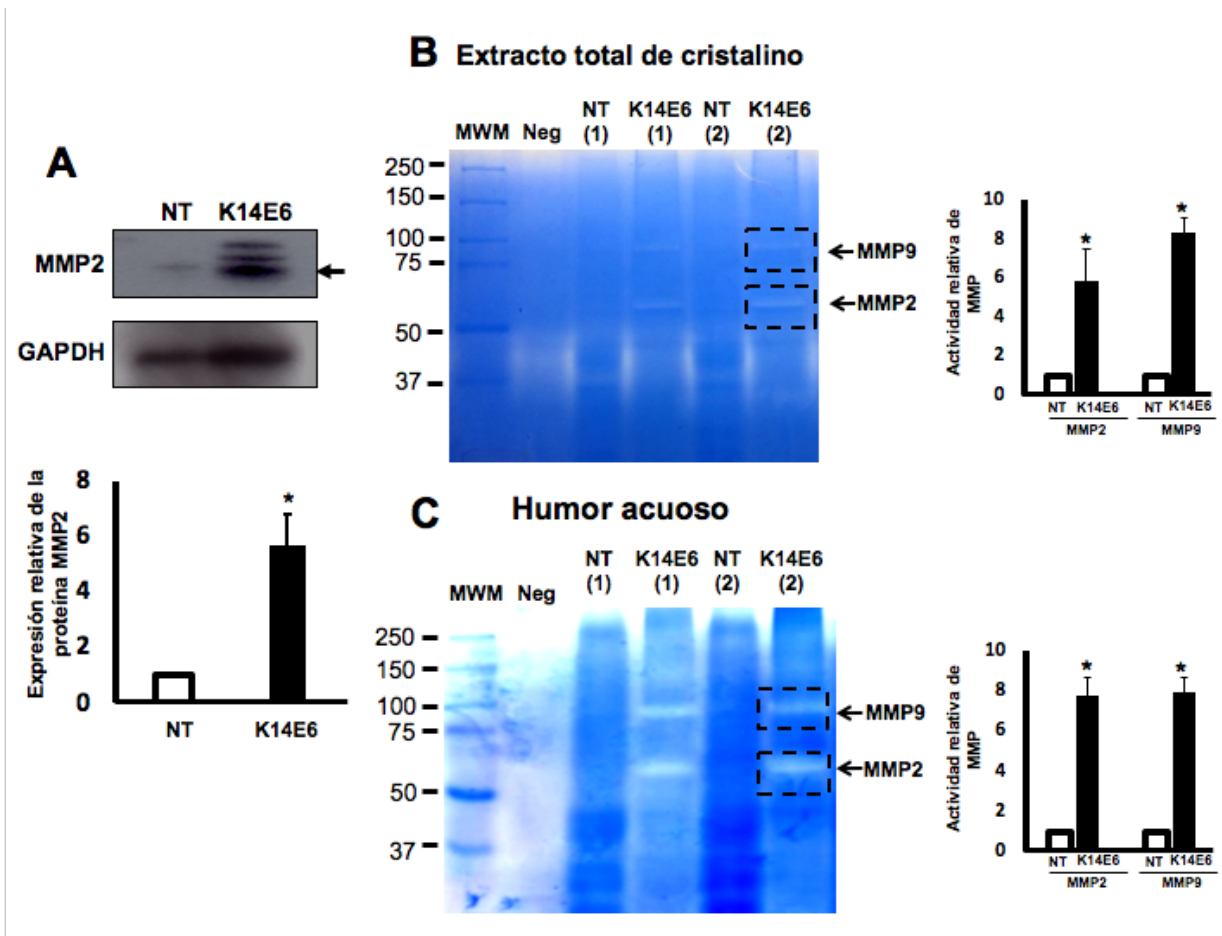 A
NT K14E6
MMP2
GAPDH
Expresión relativa de la
proteína MMP2
8
6
4
2
0
*
NT K14E6
B Extracto total de cristalino
MWM Neg NT (1) K14E6 (1) NT (2) K14E6 (2)
250
150
100
75
50
37
MMP9
MMP2
Actividad relativa de
MMP
10
8
6
4
2
0
* *
NT K14E6 NT K14E6
MMP2 MMP9
C Humor acuoso
MWM Neg NT (1) K14E6 (1) NT (2) K14E6 (2)
250
150
100
75
50
37
MMP9
MMP2
Actividad relativa de
MMP
10
8
6
4
2
0
* *
NT K14E6 NT K14E6
MMP2 MMP9